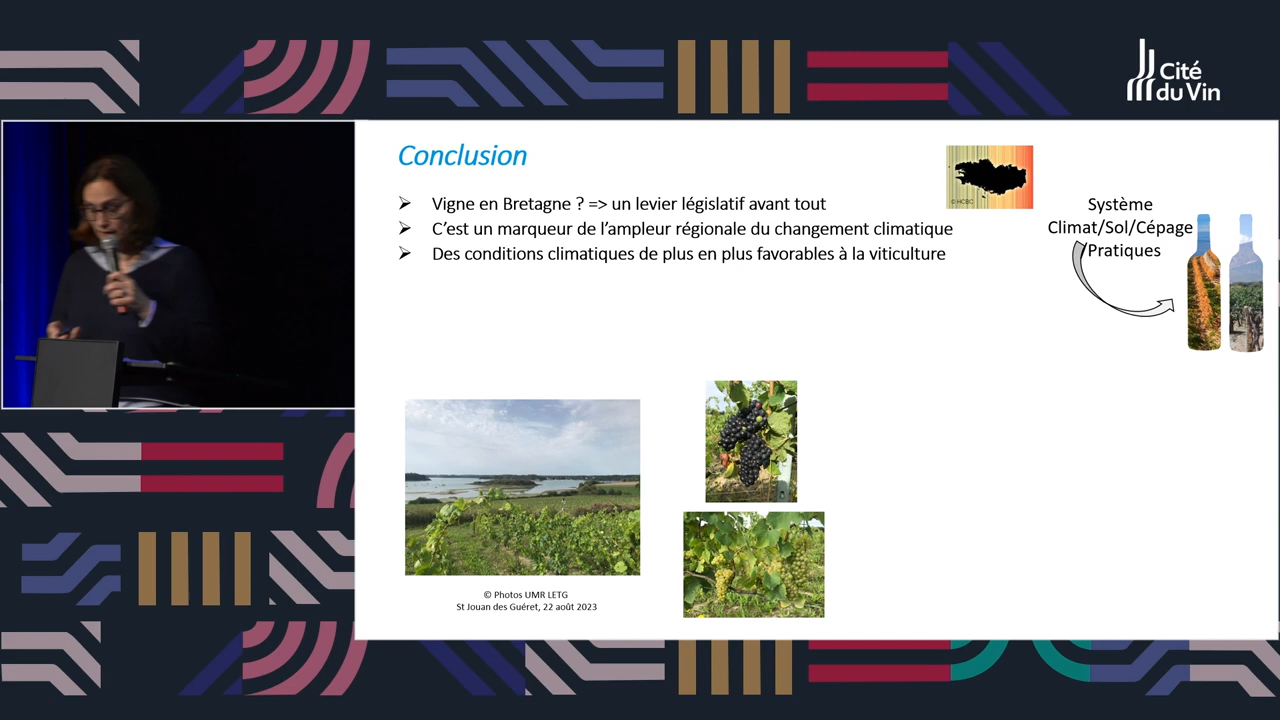 Cité
du Vin
Conclusion
Vigne en Bretagne ? => un levier législatif avant tout
C'est un marqueur de l'ampleur régionale du changement climatique
Des conditions climatiques de plus en plus favorables à la viticulture
© HCBC
Système
Climat/Sol/Cépage
/Pratiques
© Photos UMR LETG
St Jouan des Guéret, 22 août 2023